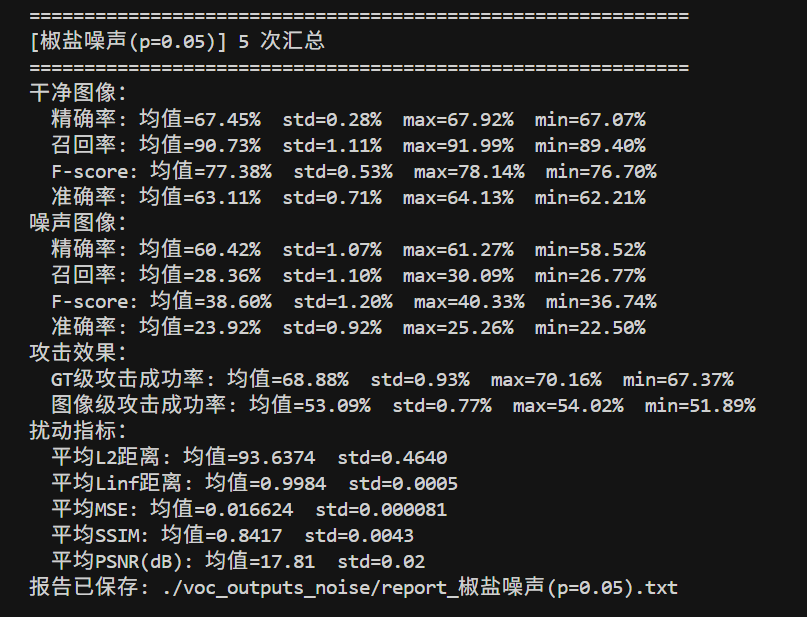 ============================================================
[椒盐噪声(p=0.05)] 5 次汇总
============================================================
干净图像:
  精确率: 均值=67.45%  std=0.28%  max=67.92%  min=67.07%
  召回率: 均值=90.73%  std=1.11%  max=91.99%  min=89.40%
  F-score: 均值=77.38%  std=0.53%  max=78.14%  min=76.70%
  准确率: 均值=63.11%  std=0.71%  max=64.13%  min=62.21%
噪声图像:
  精确率: 均值=60.42%  std=1.07%  max=61.27%  min=58.52%
  召回率: 均值=28.36%  std=1.10%  max=30.09%  min=26.77%
  F-score: 均值=38.60%  std=1.20%  max=40.33%  min=36.74%
  准确率: 均值=23.92%  std=0.92%  max=25.26%  min=22.50%
攻击效果:
  GT级攻击成功率: 均值=68.88%  std=0.93%  max=70.16%  min=67.37%
  图像级攻击成功率: 均值=53.09%  std=0.77%  max=54.02%  min=51.89%
扰动指标:
  平均L2距离: 均值=93.6374  std=0.4640
  平均Linf距离: 均值=0.9984  std=0.0005
  平均MSE: 均值=0.016624  std=0.000081
  平均SSIM: 均值=0.8417  std=0.0043
  平均PSNR(dB): 均值=17.81  std=0.02
报告已保存: ./voc_outputs_noise/report_椒盐噪声(p=0.05).txt